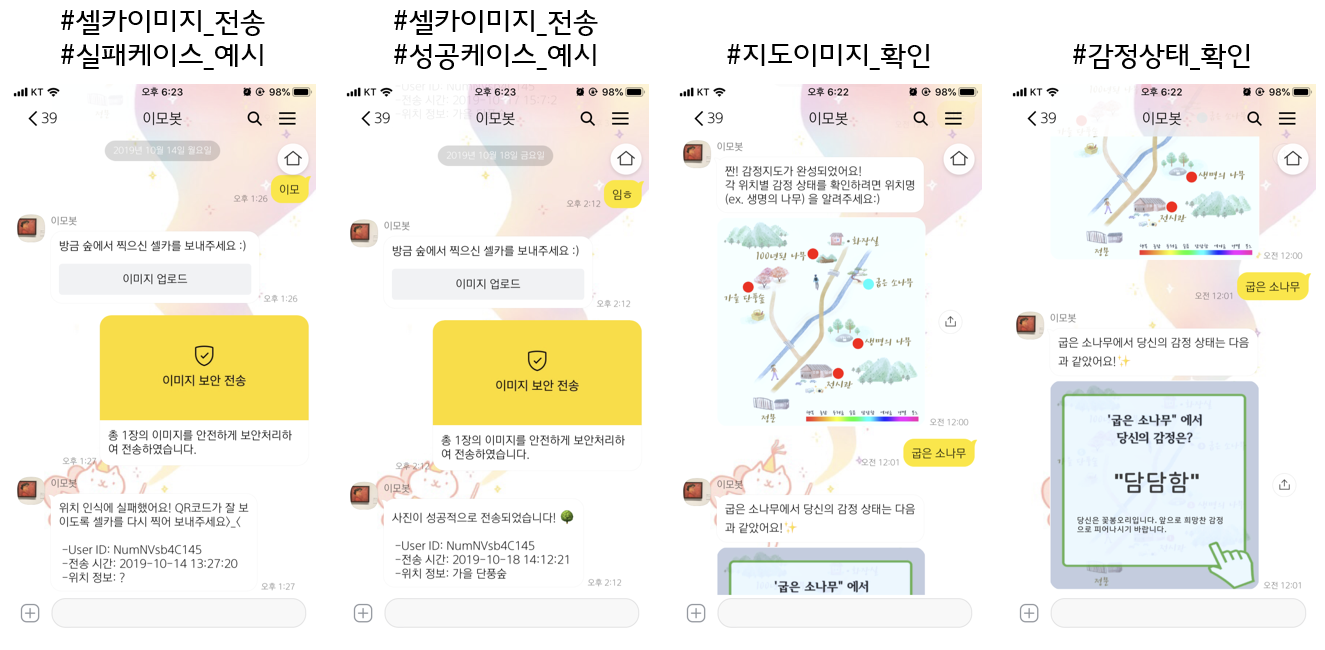 #셀카이미지_전송
#실패케이스_예시
KT 오후 6:23 98%
39 이모봇
2019년 10월 14일 월요일
이모
오후 1:26
이모봇
방금 숲에서 찍으신 셀카를 보내주세요 :)
이미지 업로드
오후 1:26
이미지 보안 전송
총 1장의 이미지를 안전하게 보안처리하
여 전송하였습니다.
오후 1:27
이모봇
위치 인식에 실패했어요! QR코드가 잘 보
이도록 셀카를 다시 찍어 보내주세요>_<
-User ID: NumNVsb4C145
-전송 시간: 2019-10-14 13:27:20
-위치 정보: ?
오후 1:27
#셀카이미지_전송
#성공케이스_예시
KT 오후 6:23 98%
39 이모봇
2019년 10월 18일 금요일
임ㅎ
오후 2:12
이모봇
방금 숲에서 찍으신 셀카를 보내주세요 :)
이미지 업로드
오후 2:12
이미지 보안 전송
총 1장의 이미지를 안전하게 보안처리하
여 전송하였습니다.
오후 2:12
이모봇
사진이 성공적으로 전송되었습니다! 🌳
-User ID: NumNVsb4C145
-전송 시간: 2019-10-18 14:12:21
-위치 정보: 가을 단풍숲
오후 2:12
#지도이미지_확인
KT 오후 6:22 98%
39 이모봇
이모봇
짠! 감정지도가 완성되었어요!
각 위치별 감정 상태를 확인하려면 위치명
(ex. 생명의 나무) 을 알려주세요:)
화장실
100년된 나무
굽은 소나무
가을 단풍숲
생명의 나무
전시관
정문
오전 12:00
굽은 소나무
오전 12:01
이모봇
굽은 소나무에서 당신의 감정 상태는 다음
과 같았어요!✨
'굽은 소나무" 에서
#감정상태_확인
KT 오후 6:22 98%
39 이모봇
생명의 나무
전시관
정문
오전 12:00
굽은 소나무
오전 12:01
이모봇
굽은 소나무에서 당신의 감정 상태는 다음
과 같았어요!✨
'굽은 소나무" 에서
당신의 감정은?
"담담함"
당신은 꽃봉오리입니다. 앞으로 희망찬 감정
으로 피어나시기 바랍니다.
정문
오전 12:01